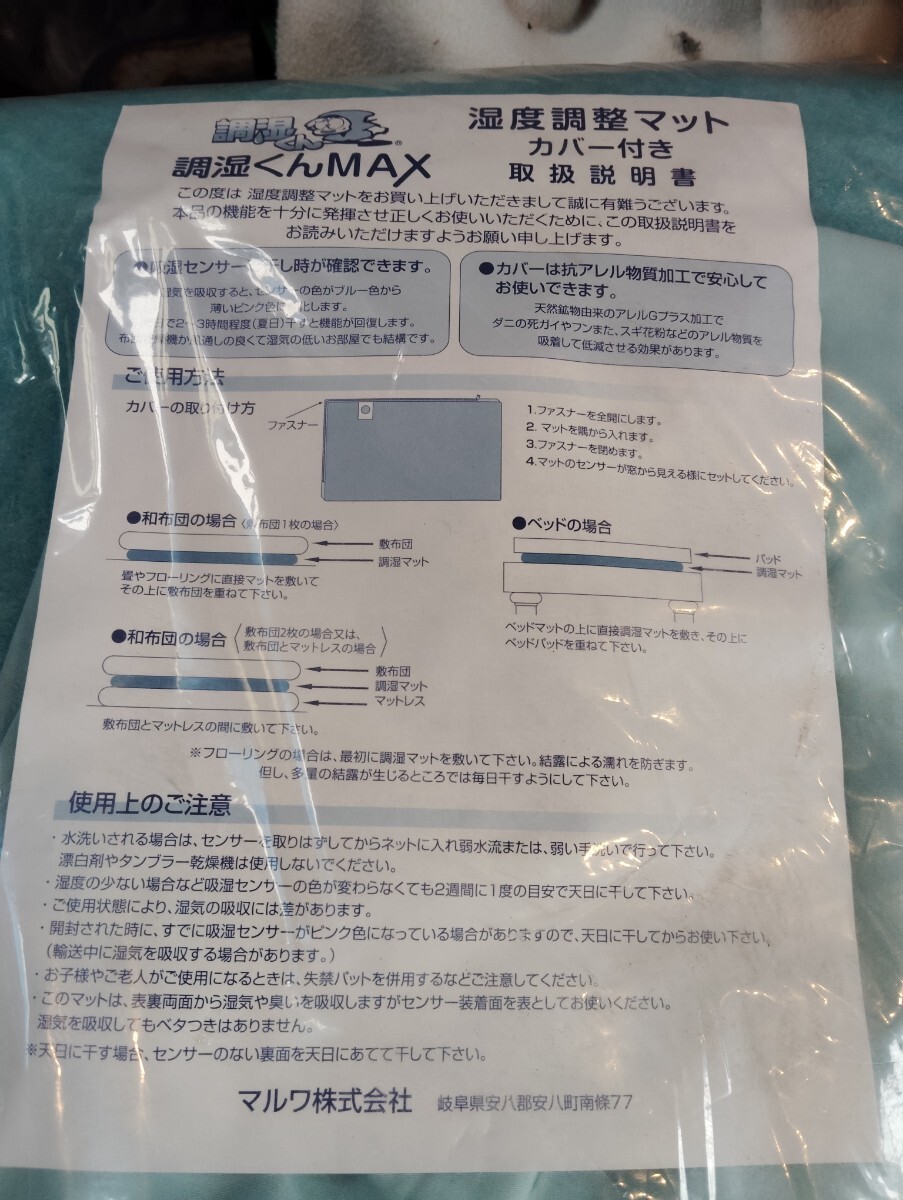 調湿くん®
調湿くんMAX
湿度調整マット
カバー付き
取扱説明書
この度は 湿度調整マットをお買い上げいただきまして誠に有難うございます。
本品の機能を十分に発揮させ正しくお使いいただくために、この取扱説明書を
お読みいただけますようお願い申し上げます。
湿センサー 干し時が確認できます。
湿気を吸収すると、センサーの色がブルー色から
薄いピンク色に 化します。
で2〜3時間程度(夏日)干すと機能が回復します。
風通しの良くて湿気の低いお部屋でも結構です。
●カバーは抗アレル物質加工で安心して
お使いできます。
天然鉱物由来のアレルGプラス加工で
ダニの死ガイやフンまた、スギ花粉などのアレル物質を
吸着して低減させる効果があります。
ご使用方法
カバーの取り付け方
ファスナー
1.ファスナーを全開にします。
2.マットを隅から入れます。
3.ファスナーを閉めます。
4.マットのセンサーが窓から見える様にセットしてください。
●和布団の場合〈敷布団1枚の場合〉
敷布団
調湿マット
畳やフローリングに直接マットを敷いて
その上に敷布団を重ねて下さい。
●ベッドの場合
パッド
調湿マット
ベッドマットの上に直接調湿マットを敷き、その上に
ベッドパッドを重ねて下さい。
●和布団の場合〈敷布団2枚の場合又は、
敷布団とマットレスの場合〉
敷布団
調湿マット
マットレス
敷布団とマットレスの間に敷いて下さい。
※フローリングの場合は、最初に調湿マットを敷いて下さい。結露による濡れを防ぎます。
但し、多量の結露が生じるところでは毎日干すようにして下さい。
使用上のご注意
・水洗いされる場合は、センサーを取りはずしてからネットに入れ弱水流または、弱い手洗いで行って下さい。
漂白剤やタンブラー乾燥機は使用しないでください。
・湿度の少ない場合など吸湿センサーの色が変わらなくても2週間に1度の目安で天日に干して下さい。
・ご使用状態により、湿気の吸収には差があります。
・開封された時に、すでに吸湿センサーがピンク色になっている場合がありますので、天日に干してからお使い下さい。
(輸送中に湿気を吸収する場合があります。)
・お子様やご老人がご使用になるときは、失禁パットを併用するなどご注意してください。
・このマットは、表裏両面から湿気や臭いを吸収しますがセンサー装着面を表としてお使いください。
湿気を吸収してもベタつきはありません。
※天日に干す場合、センサーのない裏面を天日にあてて干して下さい。
マルワ株式会社 岐阜県安八郡安八町南條77